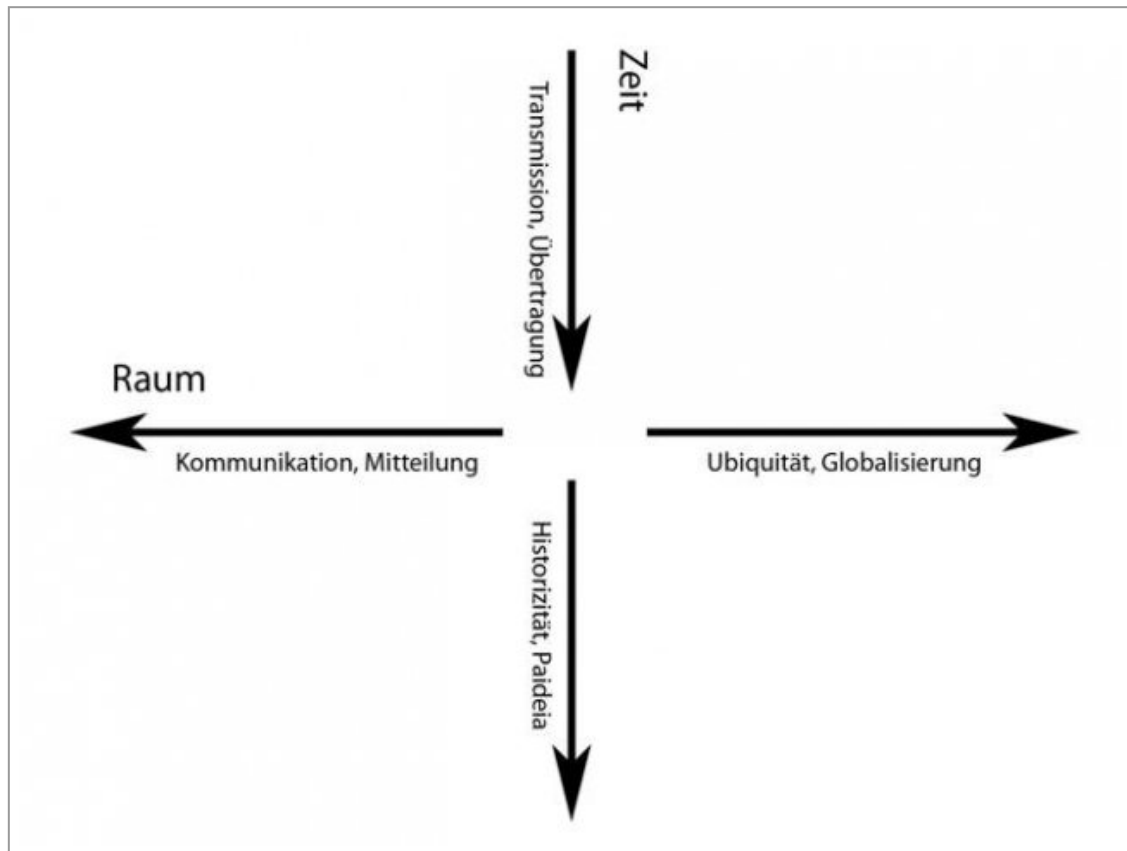 Zeit
Transmission, Übertragung
Raum
Kommunikation, Mitteilung
Ubiquität, Globalisierung
Historizität, Paideia